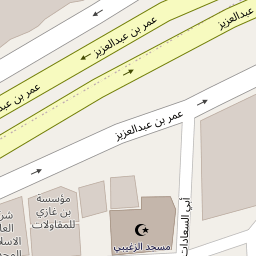 عمر بن عبدالعزيز
عمر بن عبدالعزيز
عمر بن عبدالعزيز
عمر بن عبدالعزيز
أبي السعادات
مؤسسة
بن غازي
للمقاولات
مسجد الزغيبي